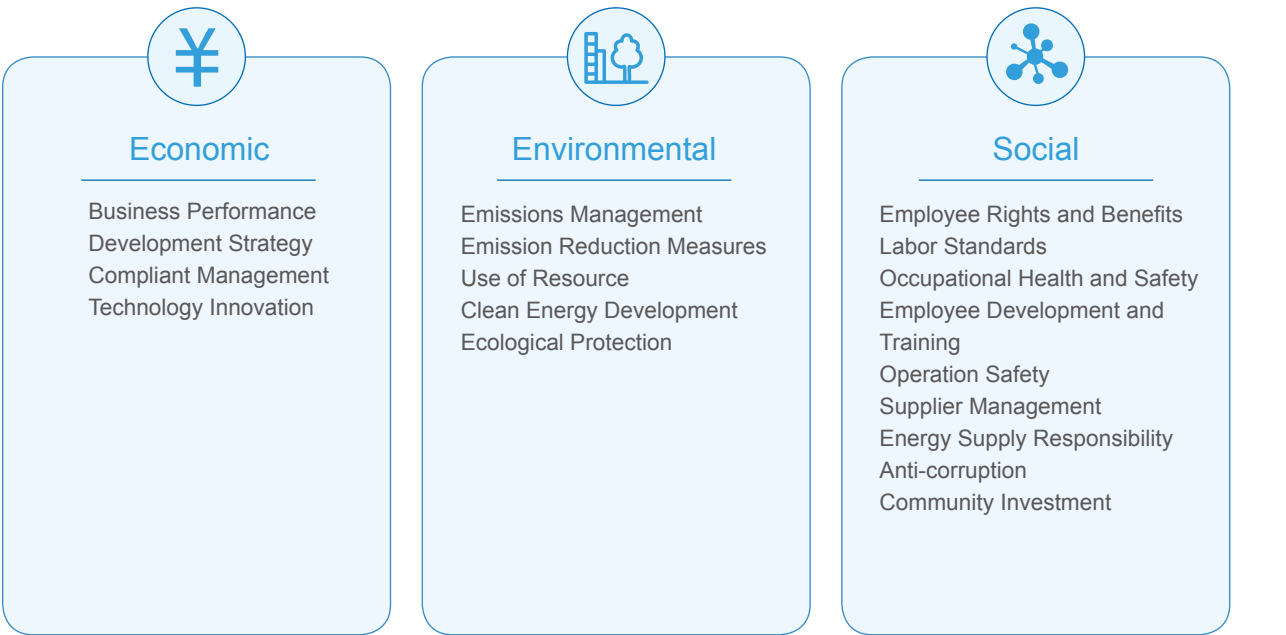 ¥
Economic
Business Performance
Development Strategy
Compliant Management
Technology Innovation
Environmental
Emissions Management
Emission Reduction Measures
Use of Resource
Clean Energy Development
Ecological Protection
Social
Employee Rights and Benefits
Labor Standards
Occupational Health and Safety
Employee Development and
Training
Operation Safety
Supplier Management
Energy Supply Responsibility
Anti-corruption
Community Investment